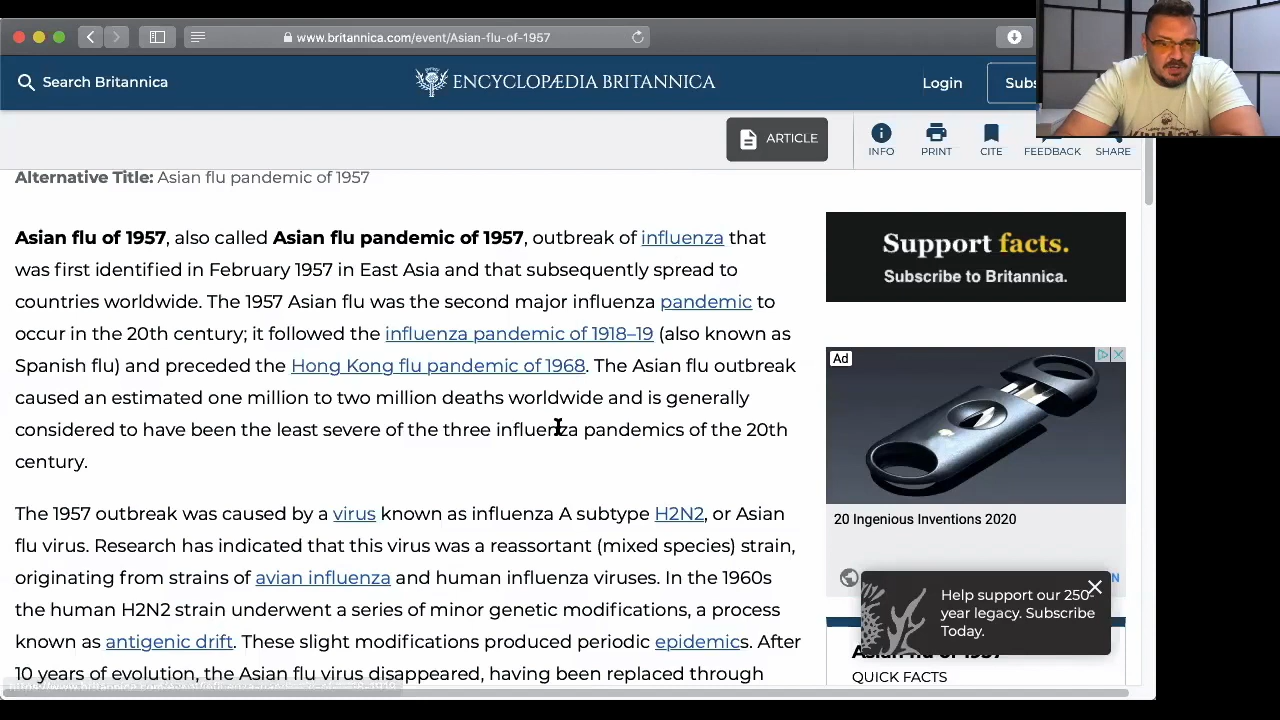 www.britannica.com/event/Asian-flu-of-1957
Search Britannica
ENCYCLOPÆDIA BRITANNICA
Login
Subs
ARTICLE
INFO
PRINT
CITE
FEEDBACK
SHARE
Alternative Title: Asian flu pandemic of 1957
Asian flu of 1957, also called Asian flu pandemic of 1957, outbreak of influenza that
was first identified in February 1957 in East Asia and that subsequently spread to
countries worldwide. The 1957 Asian flu was the second major influenza pandemic to
occur in the 20th century; it followed the influenza pandemic of 1918–19 (also known as
Spanish flu) and preceded the Hong Kong flu pandemic of 1968. The Asian flu outbreak
caused an estimated one million to two million deaths worldwide and is generally
considered to have been the least severe of the three influenza pandemics of the 20th
century.
The 1957 outbreak was caused by a virus known as influenza A subtype H2N2, or Asian
flu virus. Research has indicated that this virus was a reassortant (mixed species) strain,
originating from strains of avian influenza and human influenza viruses. In the 1960s
the human H2N2 strain underwent a series of minor genetic modifications, a process
known as antigenic drift. These slight modifications produced periodic epidemics. After
10 years of evolution, the Asian flu virus disappeared, having been replaced through
Support facts.
Subscribe to Britannica.
Ad
20 Ingenious Inventions 2020
N
Help support our 250-
year legacy. Subscribe
Today.
Asian flu of 1957
QUICK FACTS